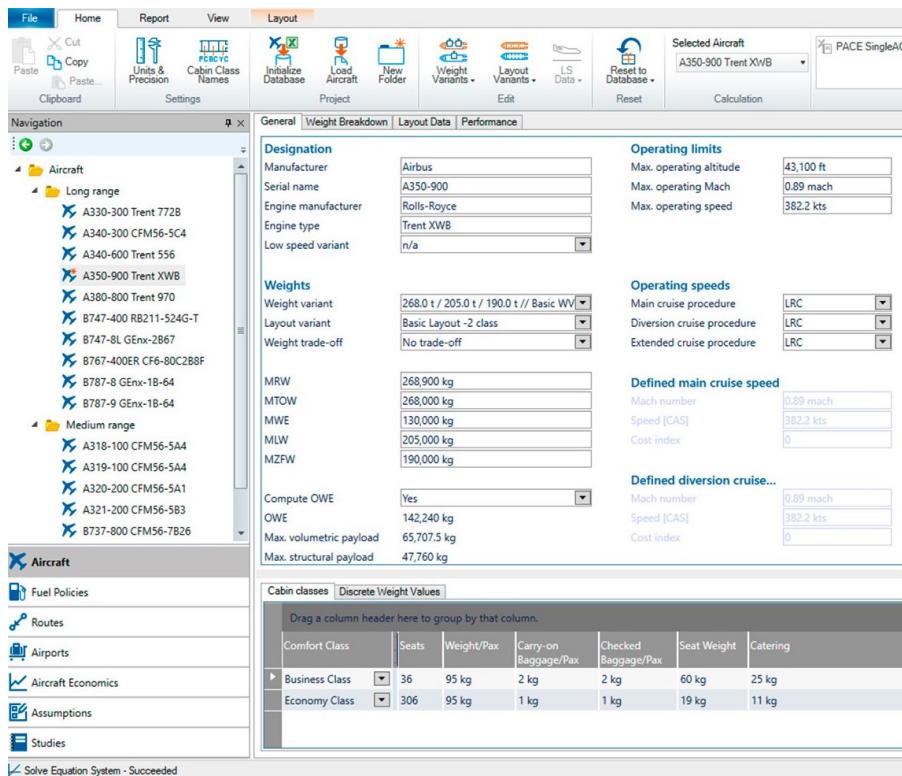 File Home Report View Layout
Cut
Copy
Paste...
Paste
Clipboard
Units & Precision
PCBCYC
Cabin Class Names
Settings
Initialize Database
Load Aircraft
New Folder
Project
Weight Variants
Layout Variants
LS Data
Edit
Reset to Database
Reset
Selected Aircraft
A350-900 Trent XWB
Calculation
PACE SingleAC
Navigation
Aircraft
Long range
A330-300 Trent 772B
A340-300 CFM56-5C4
A340-600 Trent 556
A350-900 Trent XWB
A380-800 Trent 970
B747-400 RB211-524G-T
B747-8L GEnx-2B67
B767-400ER CF6-80C2B8F
B787-8 GEnx-1B-64
B787-9 GEnx-1B-64
Medium range
A318-100 CFM56-5A4
A319-100 CFM56-5A4
A320-200 CFM56-5A1
A321-200 CFM56-5B3
B737-800 CFM56-7B26
Aircraft
Fuel Policies
Routes
Airports
Aircraft Economics
Assumptions
Studies
General Weight Breakdown Layout Data Performance
Designation
Manufacturer Airbus
Serial name A350-900
Engine manufacturer Rolls-Royce
Engine type Trent XWB
Low speed variant n/a
Weights
Weight variant 268.0 t / 205.0 t / 190.0 t // Basic WV
Layout variant Basic Layout -2 class
Weight trade-off No trade-off
MRW 268,900 kg
MTOW 268,000 kg
MWE 130,000 kg
MLW 205,000 kg
MZFW 190,000 kg
Compute OWE Yes
OWE 142,240 kg
Max. volumetric payload 65,707.5 kg
Max. structural payload 47,760 kg
Operating limits
Max. operating altitude 43,100 ft
Max. operating Mach 0.89 mach
Max. operating speed 382.2 kts
Operating speeds
Main cruise procedure LRC
Diversion cruise procedure LRC
Extended cruise procedure LRC
Defined main cruise speed
Mach number 0.89 mach
Speed [CAS] 382.2 kts
Cost index 0
Defined diversion cruise...
Mach number 0.89 mach
Speed [CAS] 382.2 kts
Cost index 0
Cabin classes Discrete Weight Values
Drag a column header here to group by that column.
Comfort Class Seats Weight/Pax Carry-on Baggage/Pax Checked Baggage/Pax Seat Weight Catering
Business Class 36 95 kg 2 kg 2 kg 60 kg 25 kg
Economy Class 306 95 kg 1 kg 1 kg 19 kg 11 kg
Solve Equation System - Succeeded